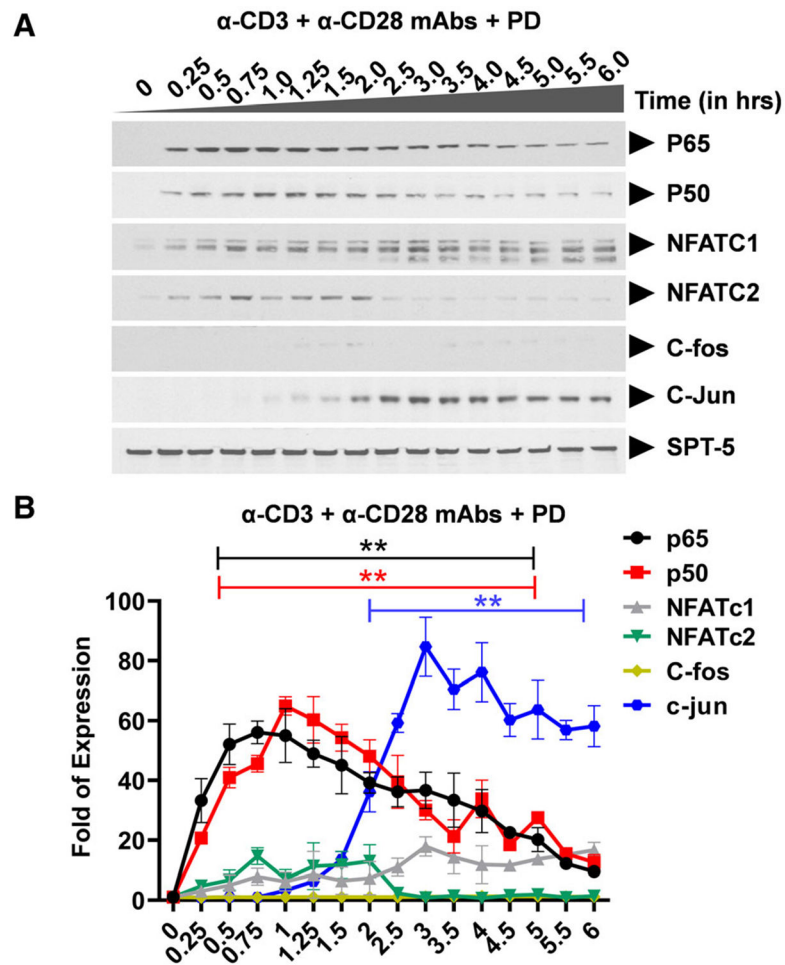 A
α-CD3 + α-CD28 mAbs + PD
0 0.25 0.5 0.75 1.0 1.25 1.5 2.0 2.5 3.0 3.5 4.0 4.5 5.0 5.5 6.0
Time (in hrs)
P65
P50
NFATC1
NFATC2
C-fos
C-Jun
SPT-5
B
α-CD3 + α-CD28 mAbs + PD
**
**
**
p65
p50
NFATc1
NFATc2
C-fos
c-jun
Fold of Expression
100
80
60
40
20
0
0 0.25 0.5 0.75 1 1.25 1.5 2 2.5 3 3.5 4 4.5 5 5.5 6